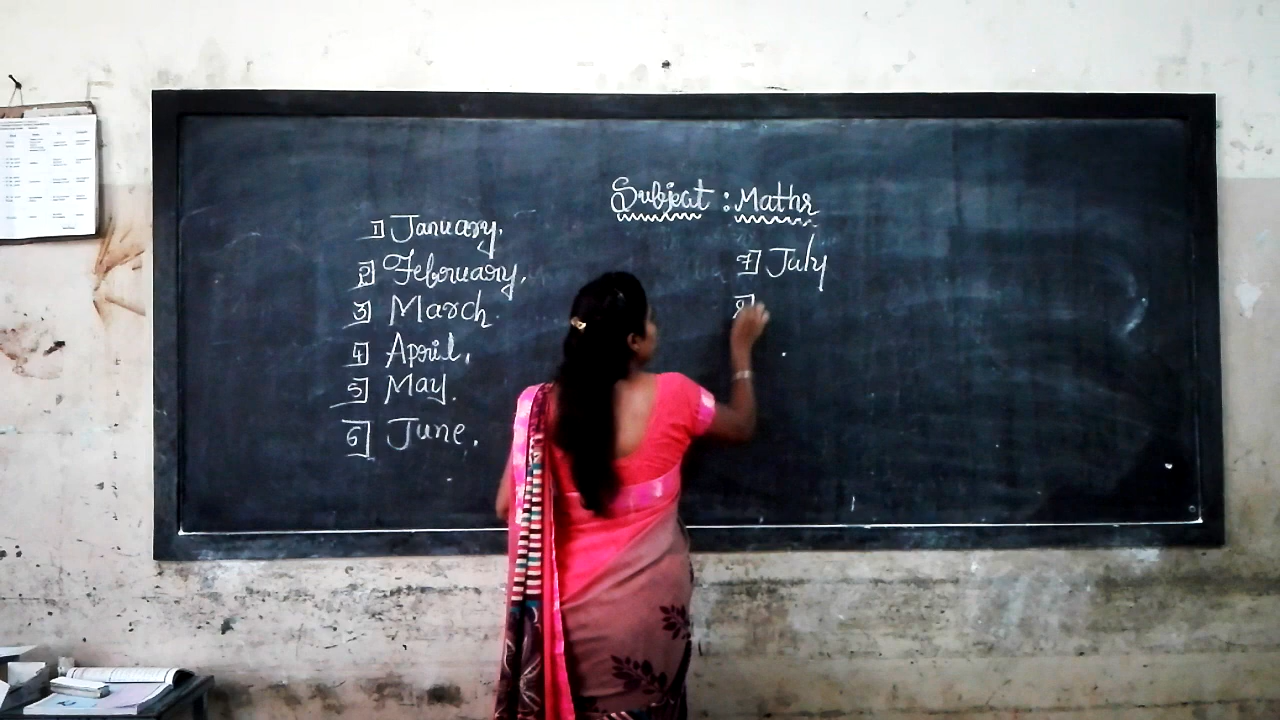 Subject : Maths
1] January.
2] February.
3] March.
4] April.
5] May.
6] June.
7] July
8]